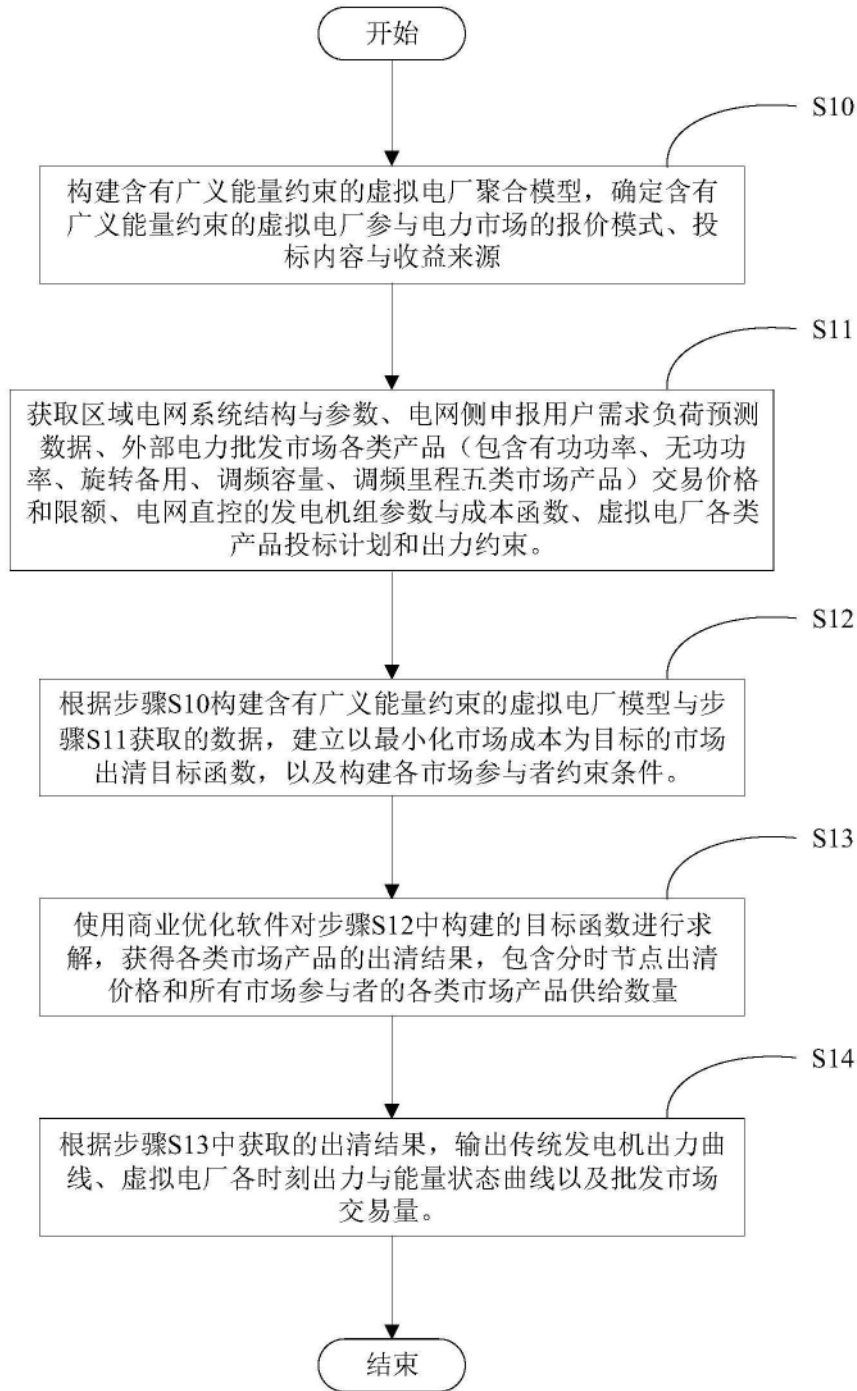 开始
S10
构建含有广义能量约束的虚拟电厂聚合模型，确定含有
广义能量约束的虚拟电厂参与电力市场的报价模式、投
标内容与收益来源
S11
获取区域电网系统结构与参数、电网侧申报用户需求负荷预测
数据、外部电力批发市场各类产品（包含有功功率、无功功
率、旋转备用、调频容量、调频里程五类市场产品）交易价格
和限额、电网直控的发电机组参数与成本函数、虚拟电厂各类
产品投标计划和出力约束。
S12
根据步骤S10构建含有广义能量约束的虚拟电厂模型与步
骤S11获取的数据，建立以最小化市场成本为目标的市场
出清目标函数，以及构建各市场参与者约束条件。
S13
使用商业优化软件对步骤S12中构建的目标函数进行求
解，获得各类市场产品的出清结果，包含分时节点出清
价格和所有市场参与者的各类市场产品供给数量
S14
根据步骤S13中获取的出清结果，输出传统发电机出力曲
线、虚拟电厂各时刻出力与能量状态曲线以及批发市场
交易量。
结束